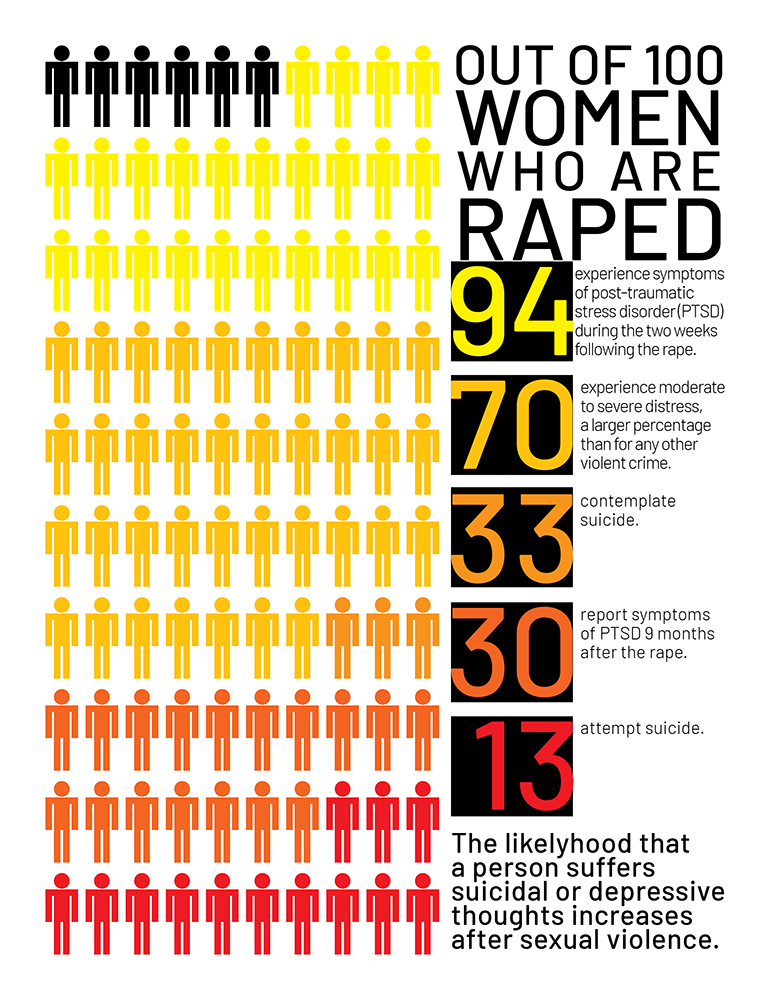 OUT OF 100
WOMEN
WHO ARE
RAPED
94
experience symptoms
of post-traumatic
stress disorder (PTSD)
during the two weeks
following the rape.
70
experience moderate
to severe distress,
a larger percentage
than for any other
violent crime.
33
contemplate
suicide.
30
report symptoms
of PTSD 9 months
after the rape.
13
attempt suicide.
The likelyhood that
a person suffers
suicidal or depressive
thoughts increases
after sexual violence.